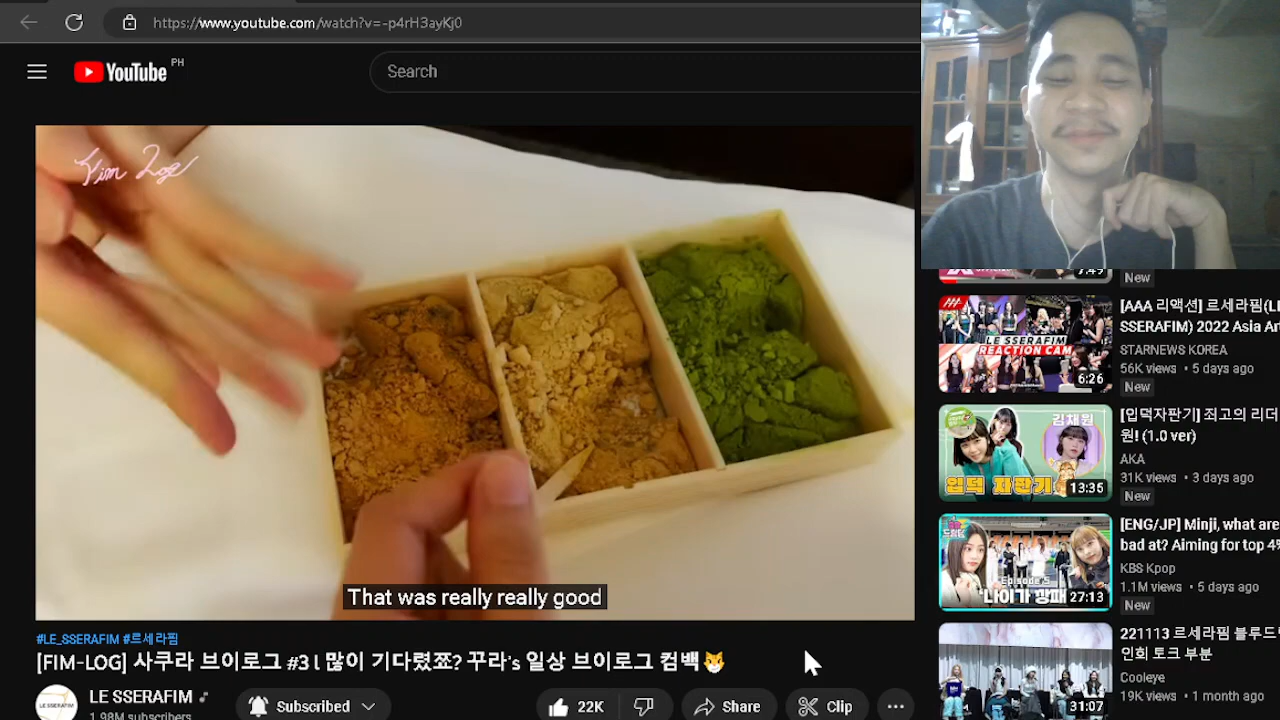 https://www.youtube.com/watch?v=-p4rH3ayKj0
YouTube PH
Search
Fim Log
That was really really good
#LE_SSERAFIM #르세라핌
[FIM-LOG] 사쿠라 브이로그 #3 l 많이 기다렸죠? 꾸라's 일상 브이로그 컴백🐯
LE SSERAFIM
1.98M subscribers
Subscribed
22K
Share
Clip
7:49
New
LE SSERAFIM
REACTION CAM
6:26
[AAA 리액션] 르세라핌(LE
SSERAFIM) 2022 Asia Ar
STARNEWS KOREA
56K views • 5 days ago
New
김채원
입덕 자판기
13:35
[입덕자판기] 죄고의 리더
원! (1.0 ver)
AKA
31K views • 3 days ago
New
Episode 5
27:13
[ENG/JP] Minji, what are
bad at? Aiming for top 4%
KBS Kpop
1.1M views • 5 days ago
New
31:07
221113 르세라핌 블루드
인회 토크 부분
Cooleye
19K views • 1 month ago